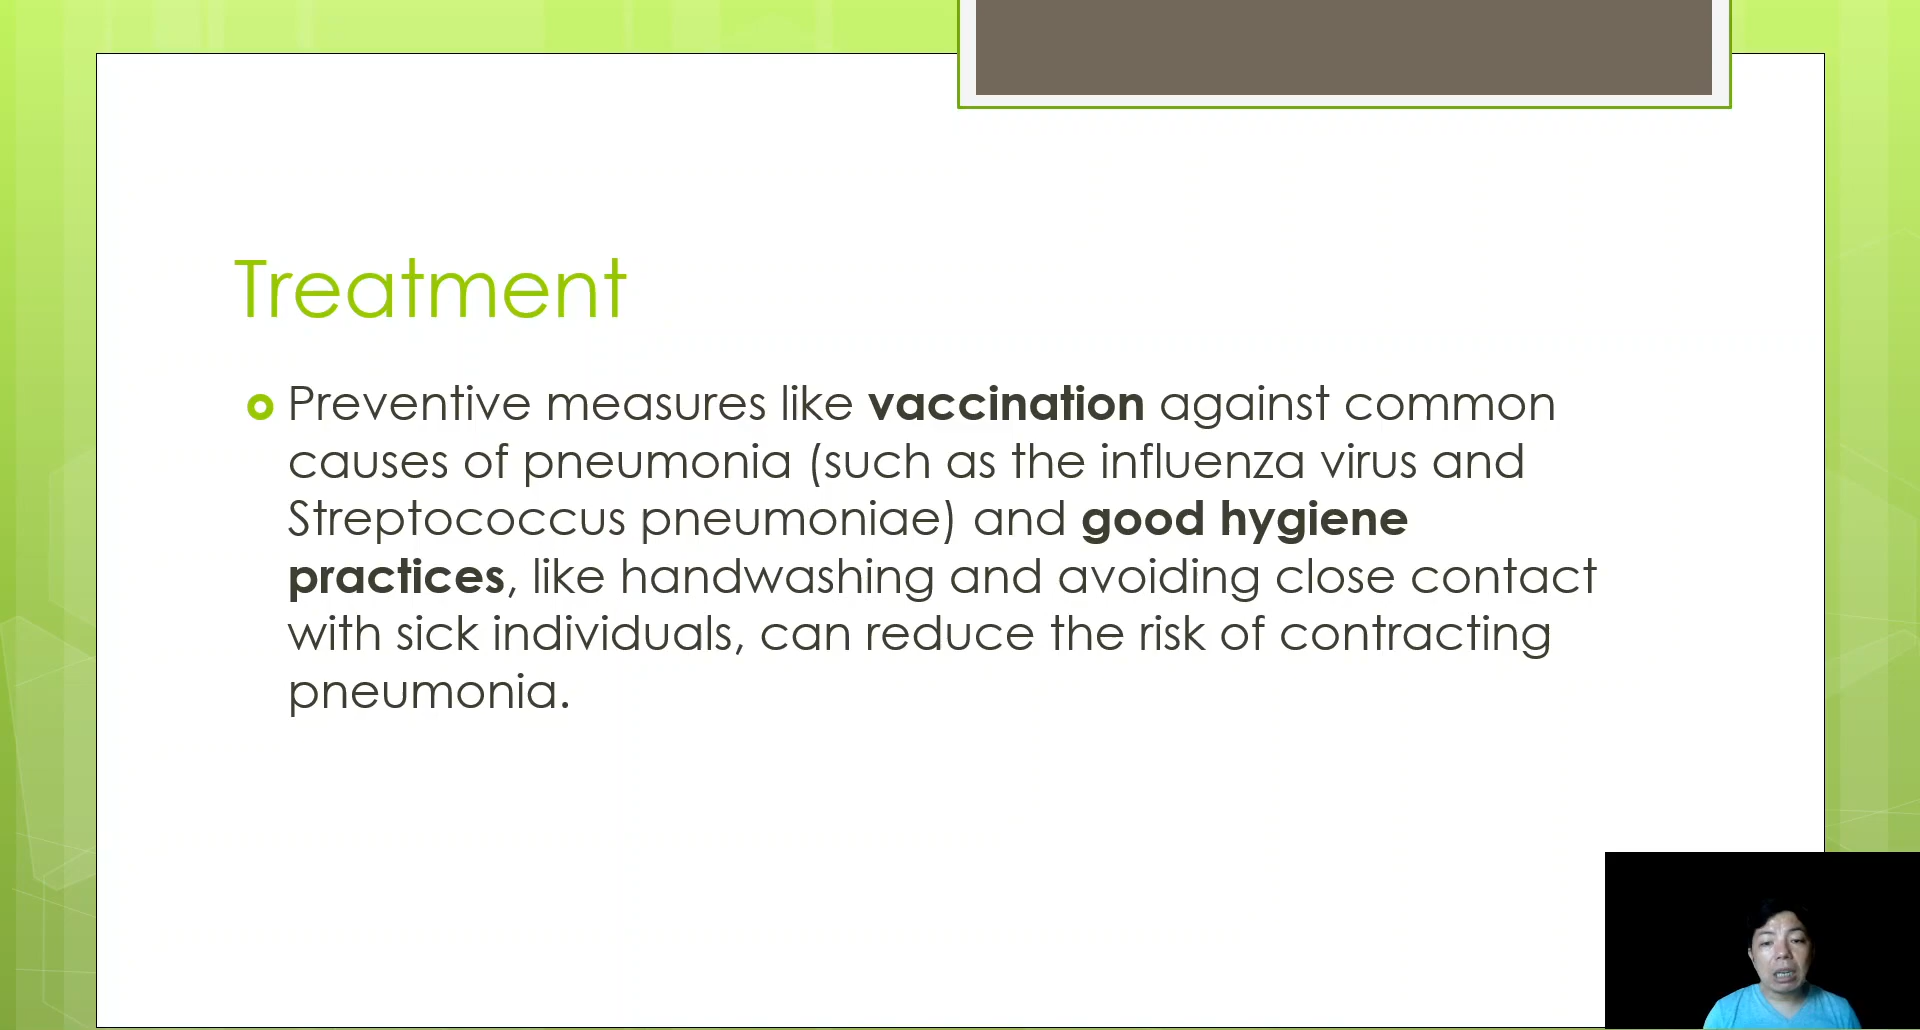 Treatment
Preventive measures like vaccination against common
causes of pneumonia (such as the influenza virus and
Streptococcus pneumoniae) and good hygiene
practices, like handwashing and avoiding close contact
with sick individuals, can reduce the risk of contracting
pneumonia.